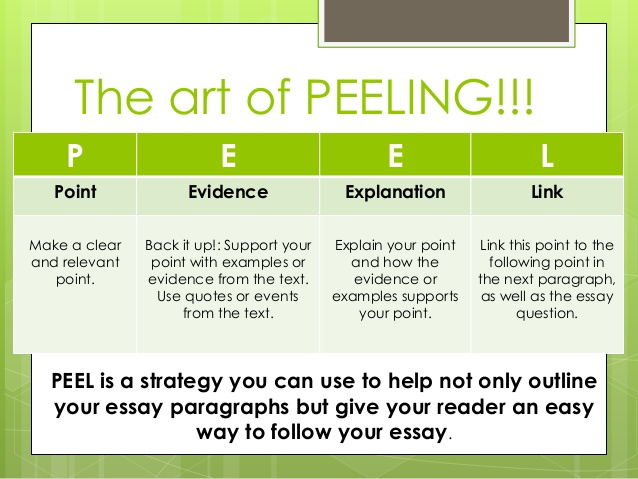 The art of PEELING!!!
P E E L
Point Evidence Explanation Link
Make a clear
and relevant
point.
Back it up!: Support your
point with examples or
evidence from the text.
Use quotes or events
from the text.
Explain your point
and how the
evidence or
examples supports
your point.
Link this point to the
following point in
the next paragraph,
as well as the essay
question.
PEEL is a strategy you can use to help not only outline
your essay paragraphs but give your reader an easy
way to follow your essay.